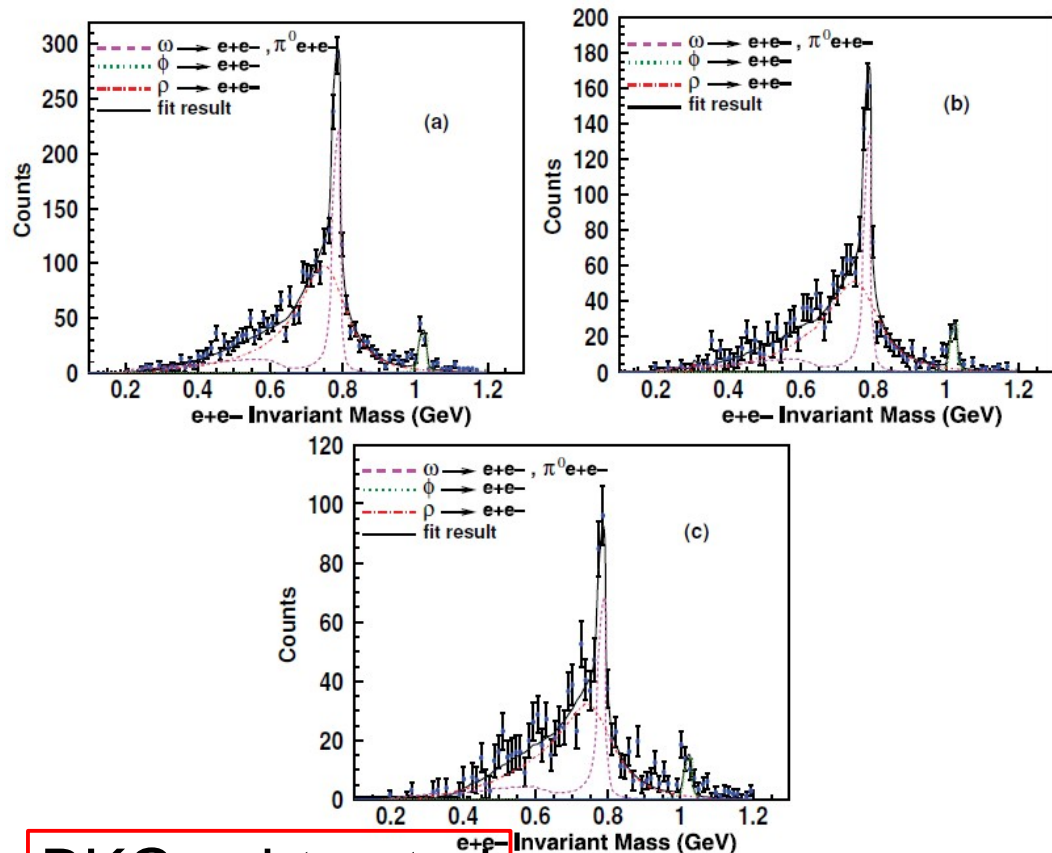 300
250
200
150
100
50
0
Counts
ω → e+e− , π⁰e+e−
ϕ → e+e−
ρ → e+e−
fit result
(a)
0.2 0.4 0.6 0.8 1 1.2
e+e− Invariant Mass (GeV)
200
180
160
140
120
100
80
60
40
20
0
Counts
ω → e+e− , π⁰e+e−
ϕ → e+e−
ρ → e+e−
fit result
(b)
0.2 0.4 0.6 0.8 1 1.2
e+e− Invariant Mass (GeV)
120
100
80
60
40
20
0
Counts
ω → e+e− , π⁰e+e−
ϕ → e+e−
ρ → e+e−
fit result
(c)
0.2 0.4 0.6 0.8 1 1.2
e+e− Invariant Mass (GeV)